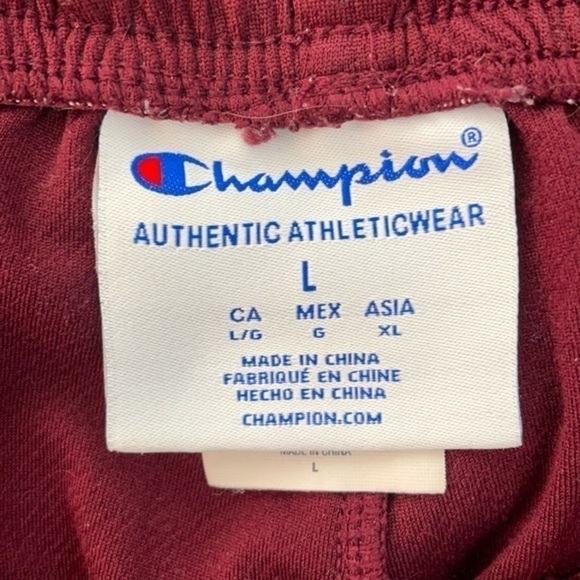 Champion®
AUTHENTIC ATHLETICWEAR
L
CA MEX ASIA
L/G G XL
MADE IN CHINA
FABRIQUÉ EN CHINE
HECHO EN CHINA
CHAMPION.COM
MADE IN CHINA
L